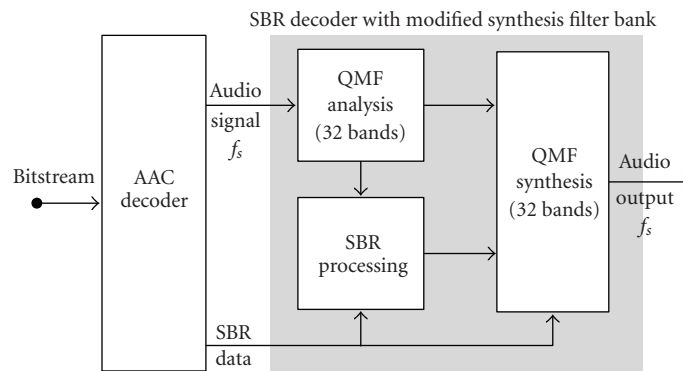 SBR decoder with modified synthesis filter bank
Bitstream
AAC
decoder
Audio
signal
fs
QMF
analysis
(32 bands)
SBR
processing
SBR
data
QMF
synthesis
(32 bands)
Audio
output
fs